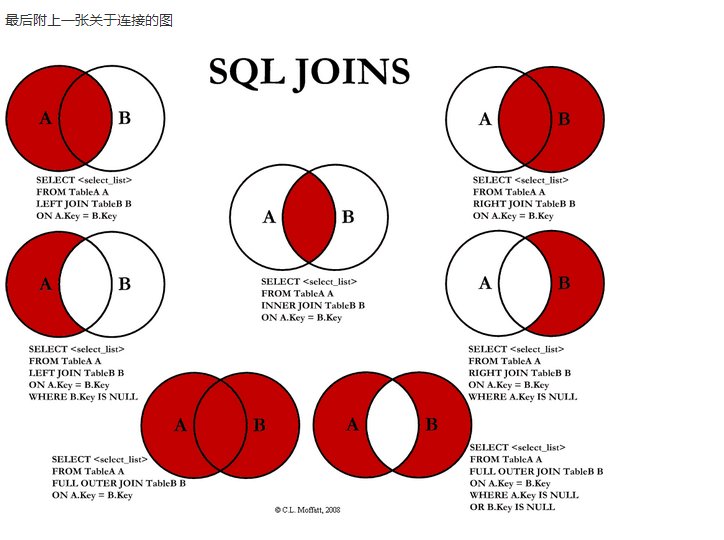 最后附上一张关于连接的图
SQL JOINS
A B
SELECT <select_list>
FROM TableA A
LEFT JOIN TableB B
ON A.Key = B.Key
A B
SELECT <select_list>
FROM TableA A
RIGHT JOIN TableB B
ON A.Key = B.Key
A B
SELECT <select_list>
FROM TableA A
INNER JOIN TableB B
ON A.Key = B.Key
A B
SELECT <select_list>
FROM TableA A
LEFT JOIN TableB B
ON A.Key = B.Key
WHERE B.Key IS NULL
A B
SELECT <select_list>
FROM TableA A
RIGHT JOIN TableB B
ON A.Key = B.Key
WHERE A.Key IS NULL
A B
SELECT <select_list>
FROM TableA A
FULL OUTER JOIN TableB B
ON A.Key = B.Key
A B
SELECT <select_list>
FROM TableA A
FULL OUTER JOIN TableB B
ON A.Key = B.Key
WHERE A.Key IS NULL
OR B.Key IS NULL
© C.L. Moffatt, 2008